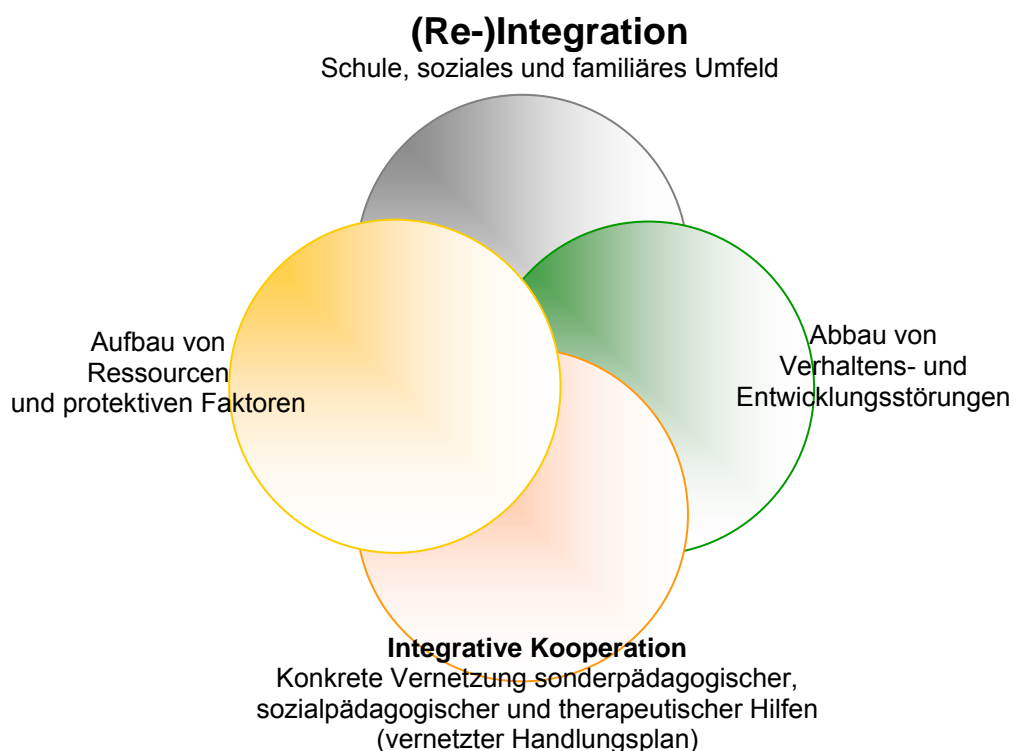 (Re-)Integration
Schule, soziales und familiäres Umfeld
Aufbau von
Ressourcen
und protektiven Faktoren
Abbau von
Verhaltens- und
Entwicklungsstörungen
Integrative Kooperation
Konkrete Vernetzung sonderpädagogischer,
sozialpädagogischer und therapeutischer Hilfen
(vernetzter Handlungsplan)